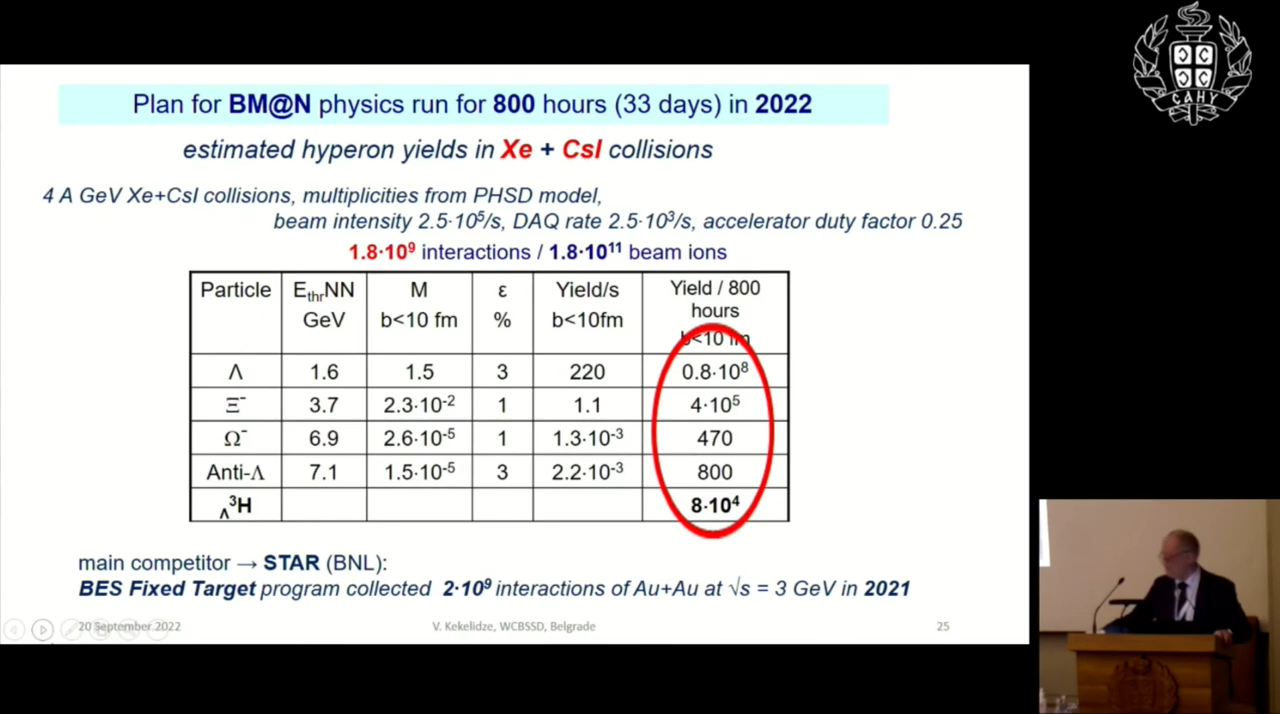 САНУ
Plan for BM@N physics run for 800 hours (33 days) in 2022
estimated hyperon yields in Xe + CsI collisions
4 A GeV Xe+CsI collisions, multiplicities from PHSD model,
beam intensity 2.5·10⁵/s, DAQ rate 2.5·10³/s, accelerator duty factor 0.25
1.8·10⁹ interactions / 1.8·10¹¹ beam ions
Particle EthrNN GeV M b<10 fm ε % Yield/s b<10fm Yield / 800 hours b<10 fm
Λ 1.6 1.5 3 220 0.8·10⁸
Ξ⁻ 3.7 2.3·10⁻² 1 1.1 4·10⁵
Ω⁻ 6.9 2.6·10⁻⁵ 1 1.3·10⁻³ 470
Anti-Λ 7.1 1.5·10⁻⁵ 3 2.2·10⁻³ 800
Λ³H 8·10⁴
main competitor → STAR (BNL):
BES Fixed Target program collected 2·10⁹ interactions of Au+Au at √s = 3 GeV in 2021
20 September 2022 V. Kekelidze, WCBSSD, Belgrade 25